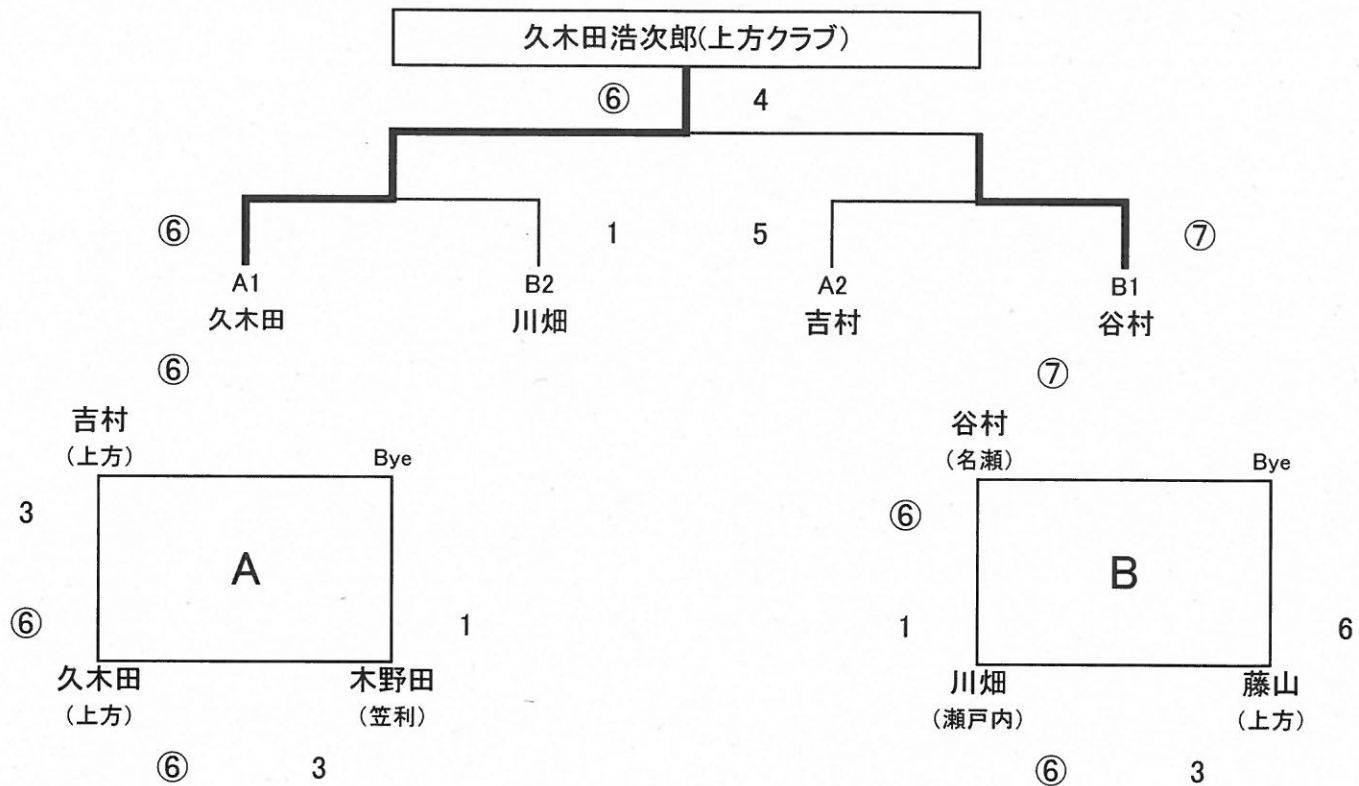 久木田浩次郎(上方クラブ)
⑥ 4
⑥ 1 5 ⑦
A1 B2 A2 B1
久木田 川畑 吉村 谷村
⑥ ⑦
吉村 谷村
(上方) Bye (名瀬) Bye
3 ⑥
A B
⑥ 1 1 6
久木田 木野田 川畑 藤山
(上方) (笠利) (瀬戸内) (上方)
⑥ 3 ⑥ 3